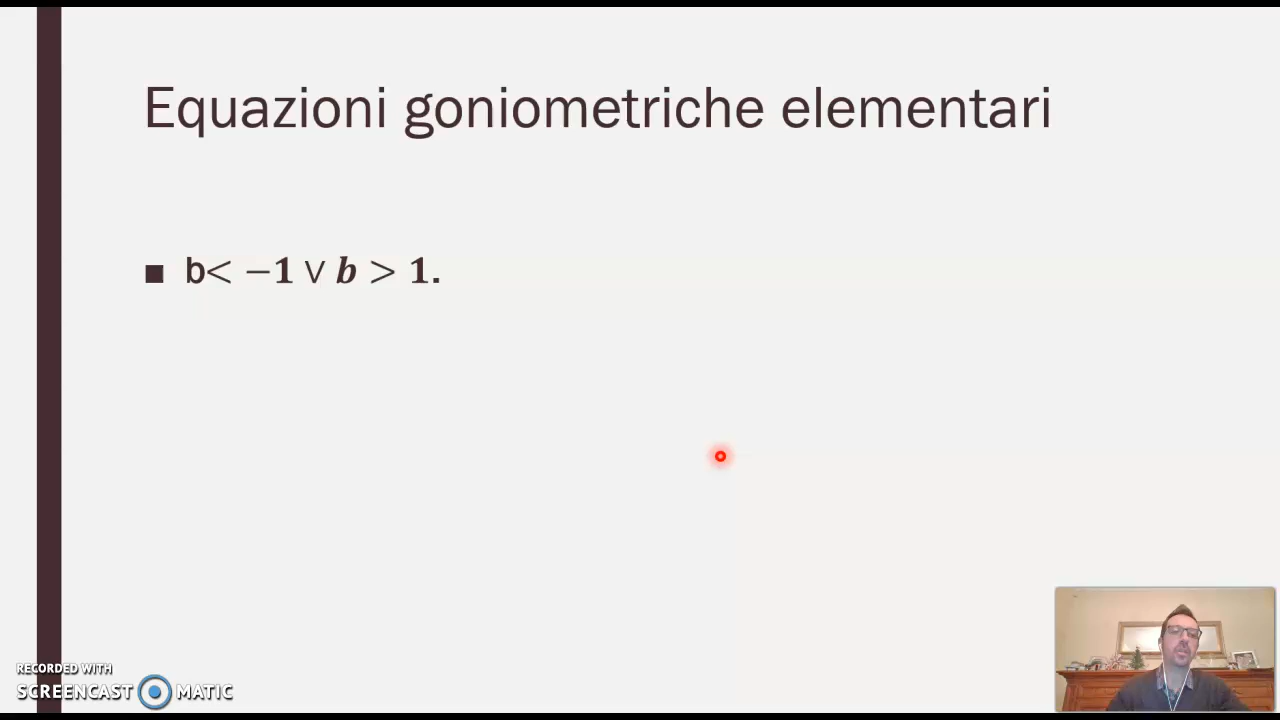 Equazioni goniometriche elementari
■ b< −1 ∨ b > 1.
RECORDED WITH
SCREENCAST MATIC